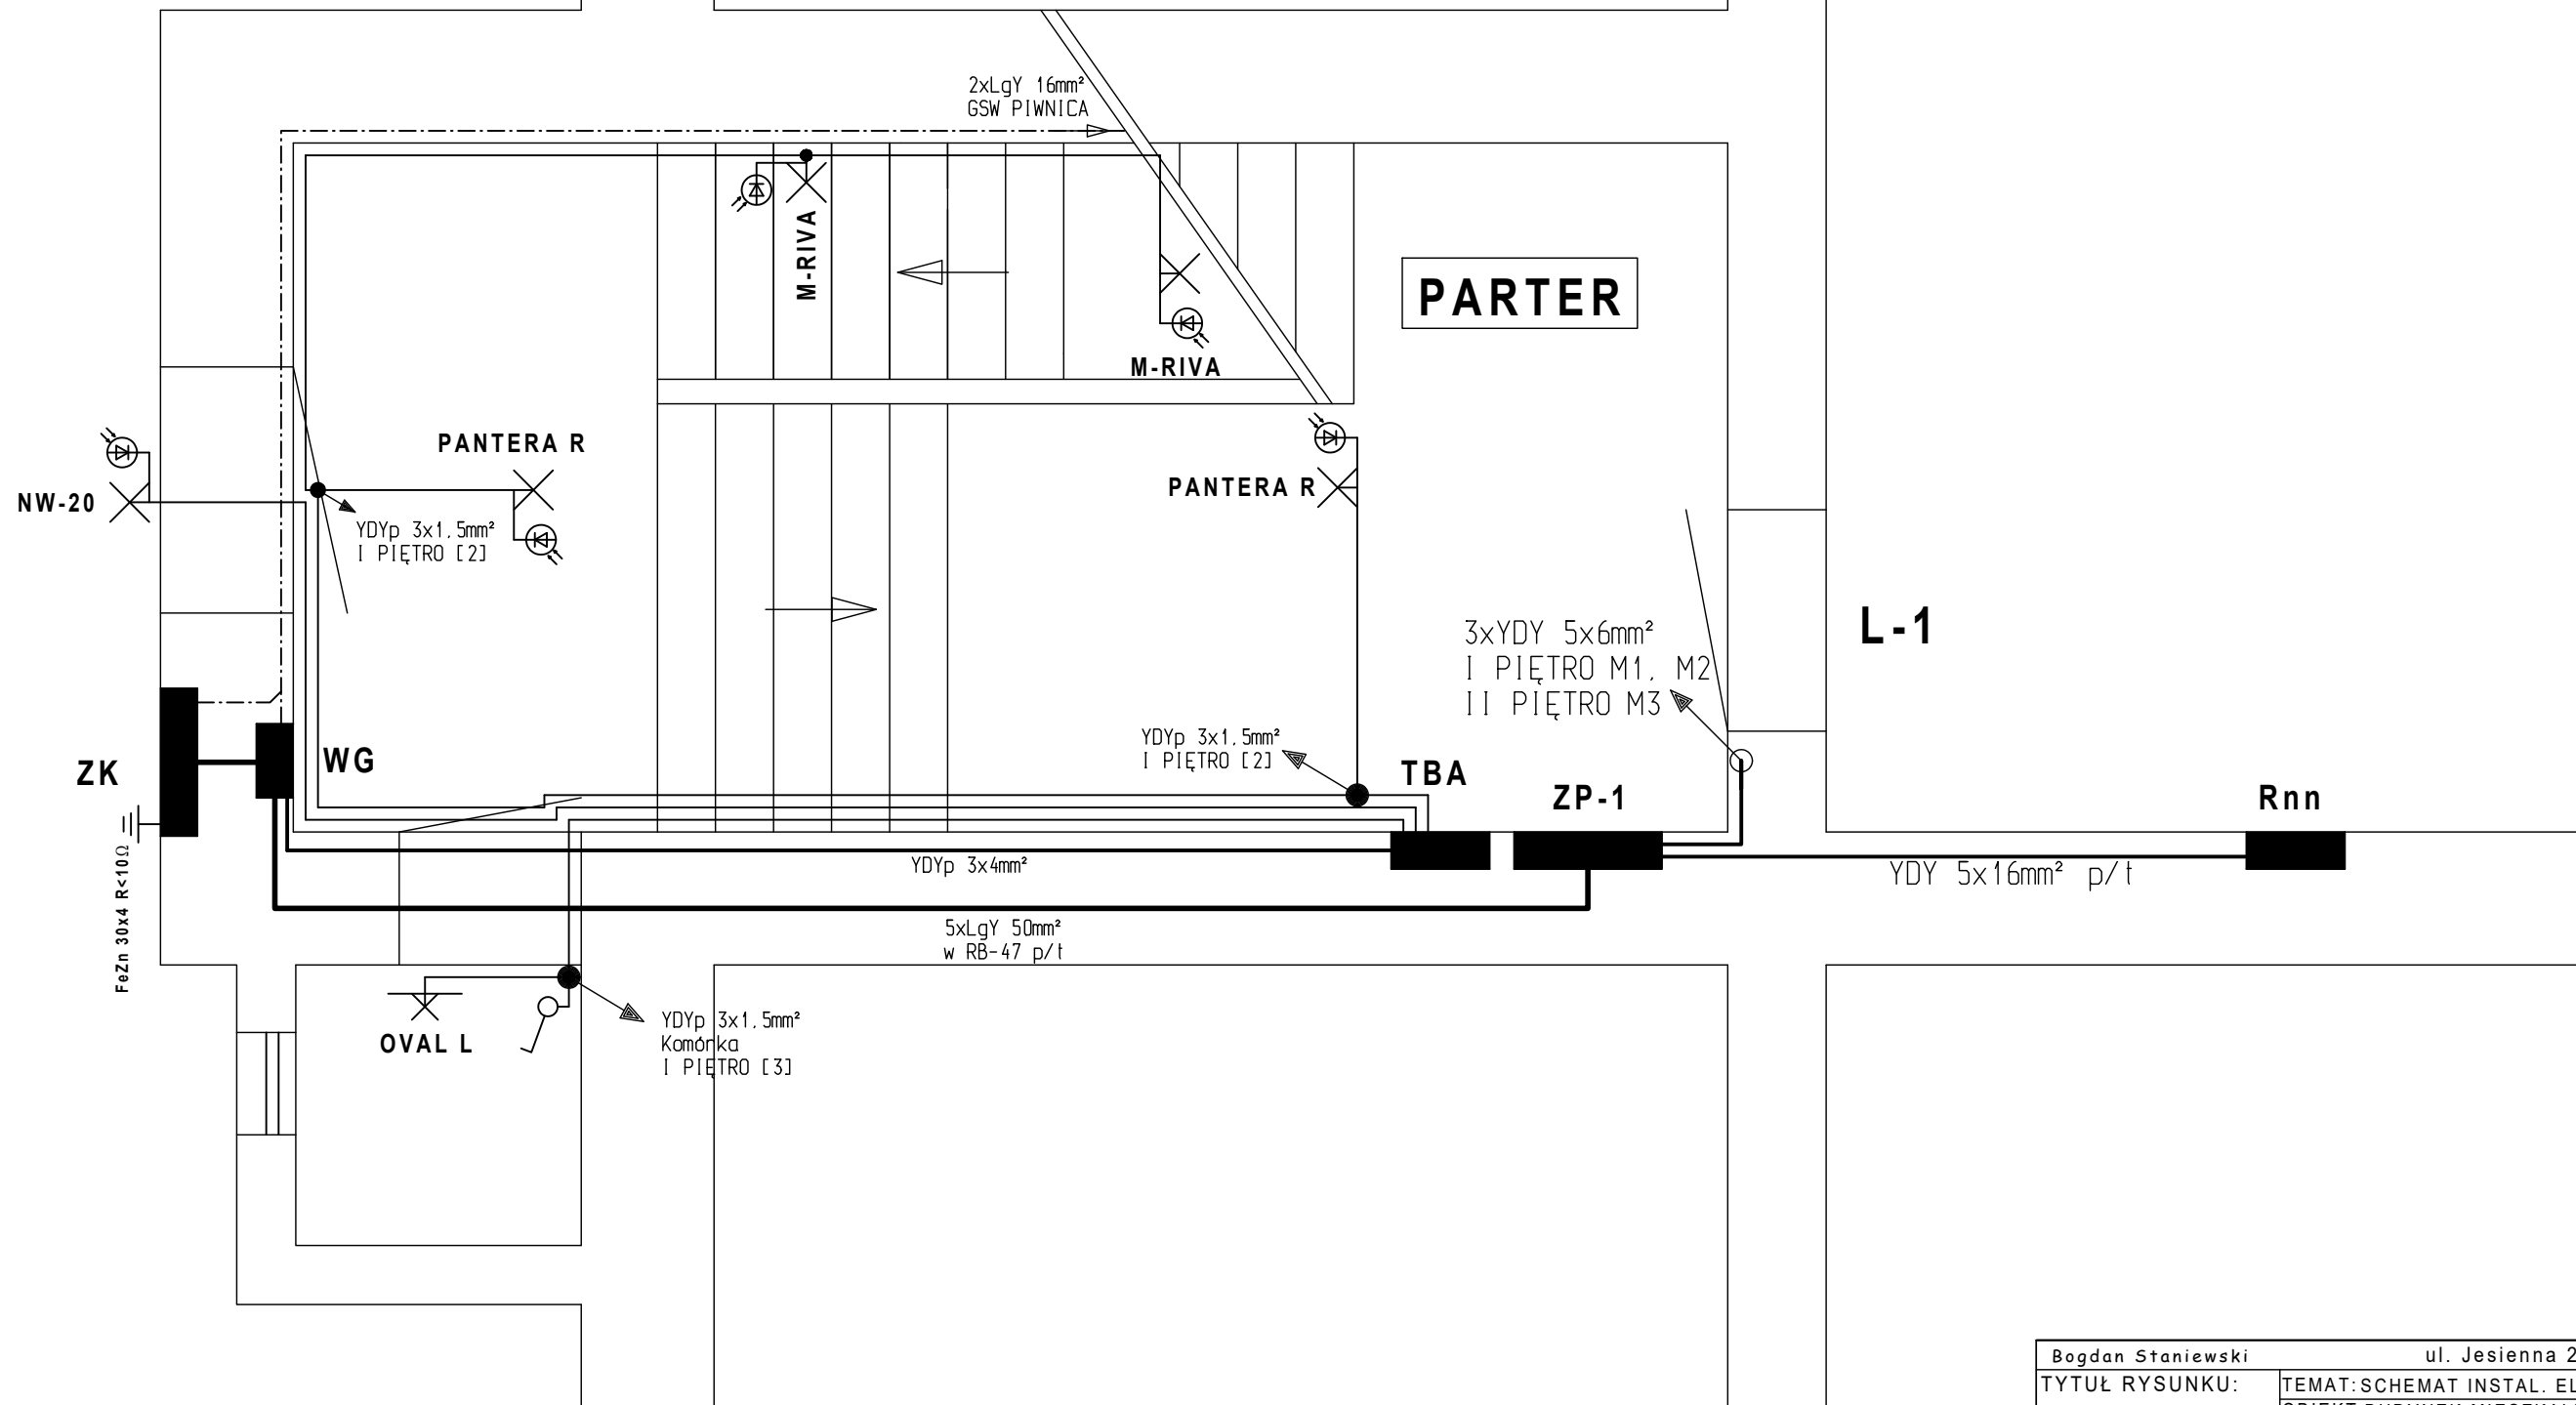 2xLgY 16mm²
GSW PIWNICA
M-RIVA
PARTER
M-RIVA
PANTERA R
PANTERA R
NW-20
YDYp 3x1,5mm²
I PIĘTRO [2]
3xYDY 5x6mm²
I PIĘTRO M1, M2
II PIĘTRO M3
L-1
YDYp 3x1,5mm²
I PIĘTRO [2]
ZK
WG
TBA
ZP-1
Rnn
YDYp 3x4mm²
YDY 5x16mm² p/t
FeZn 30x4 R<10Ω
5xLgY 50mm²
w RB-47 p/t
OVAL L
YDYp 3x1,5mm²
Komórka
I PIĘTRO [3]
Bogdan Staniewski ul. Jesienna 2
TYTUŁ RYSUNKU:
TEMAT: SCHEMAT INSTAL. EL